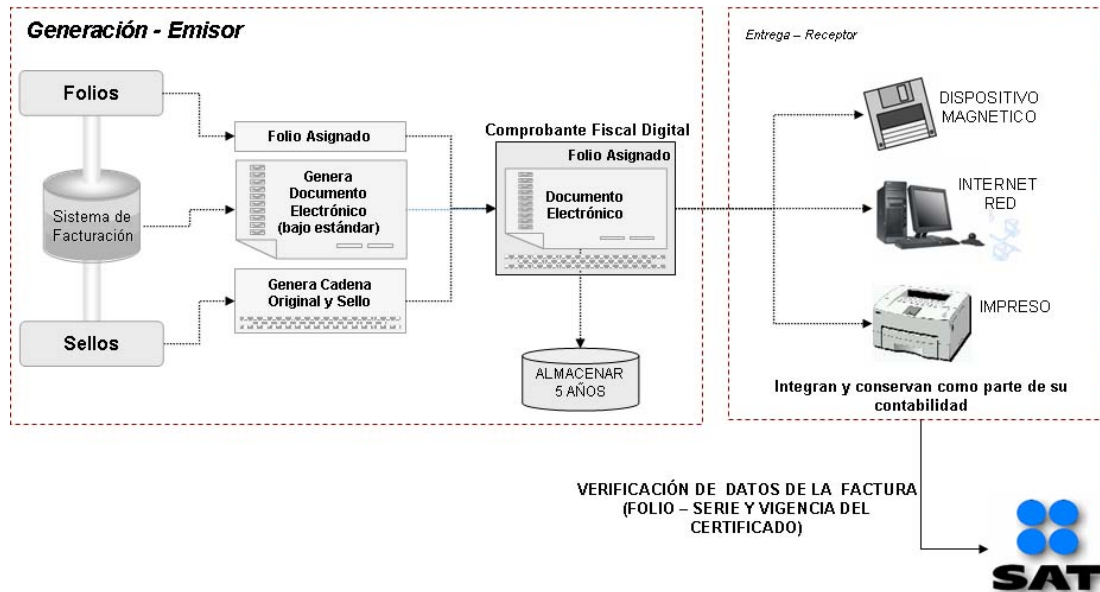 Generación - Emisor
Folios
Sistema de
Facturación
Sellos
Folio Asignado
Genera
Documento
Electrónico
(bajo estándar)
Genera Cadena
Original y Sello
Comprobante Fiscal Digital
Folio Asignado
Documento
Electrónico
ALMACENAR
5 AÑOS
Entrega – Receptor
DISPOSITIVO
MAGNETICO
INTERNET
RED
IMPRESO
Integran y conservan como parte de su
contabilidad
VERIFICACIÓN DE DATOS DE LA FACTURA
(FOLIO – SERIE Y VIGENCIA DEL
CERTIFICADO)
SAT